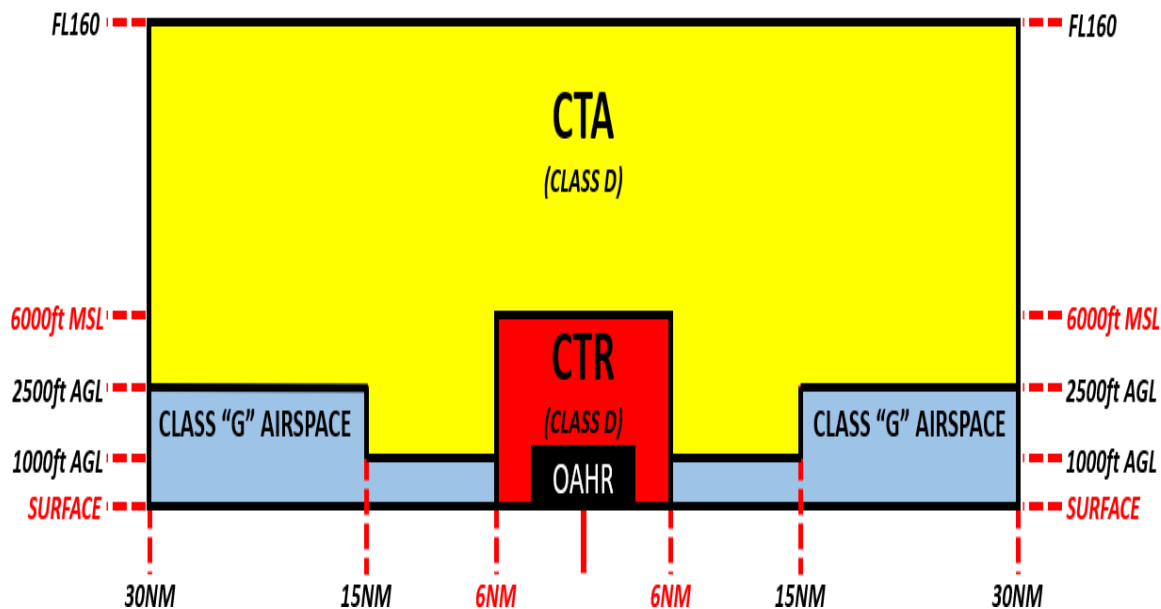 FL160
FL160
CTA
(CLASS D)
6000ft MSL
6000ft MSL
CTR
2500ft AGL
2500ft AGL
CLASS "G" AIRSPACE
(CLASS D)
CLASS "G" AIRSPACE
1000ft AGL
1000ft AGL
OAHR
SURFACE
SURFACE
30NM
15NM
6NM
6NM
15NM
30NM